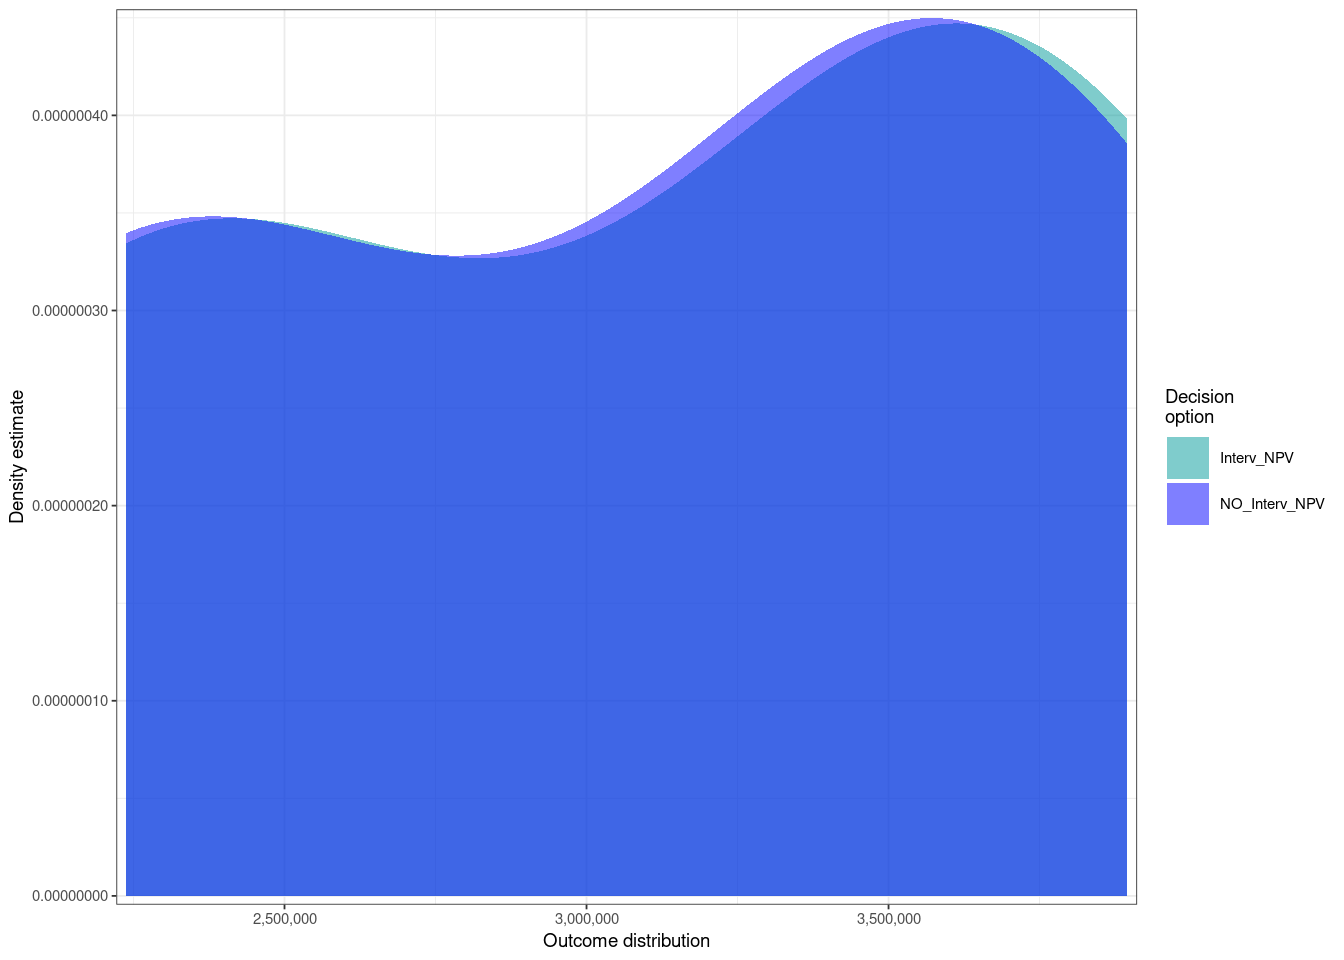 0.00000040
0.00000030
0.00000020
0.00000010
0.00000000
Density estimate
2,500,000
3,000,000
3,500,000
Outcome distribution
Decision
option
Interv_NPV
NO_Interv_NPV